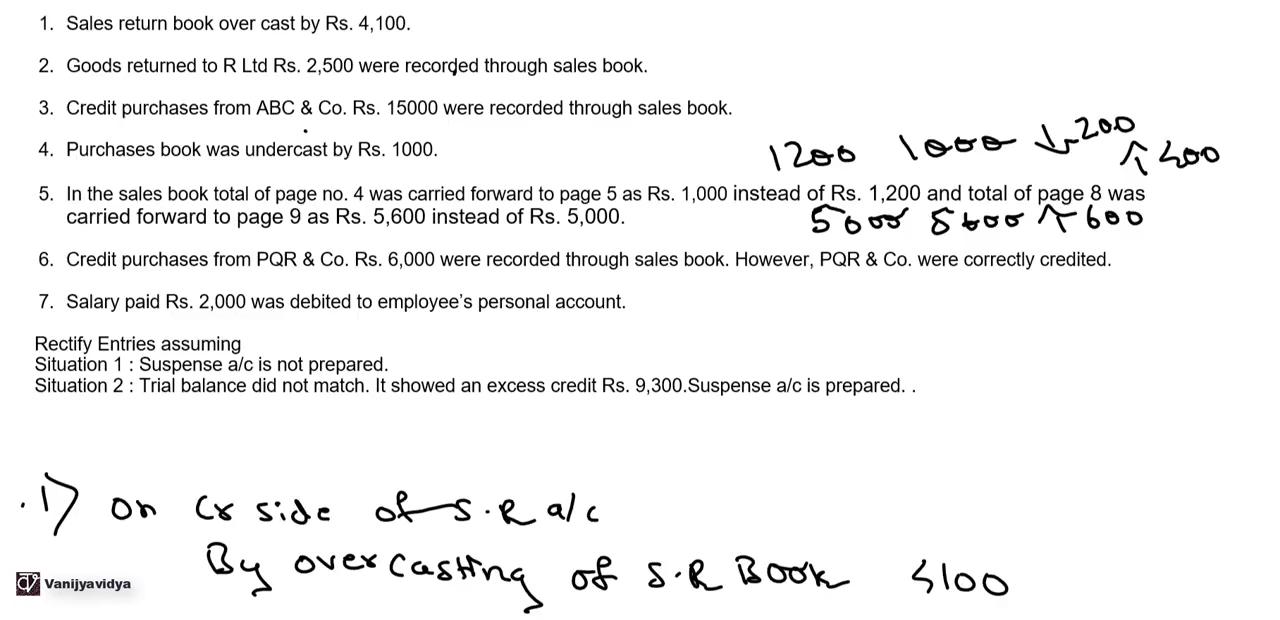 1. Sales return book over cast by Rs. 4,100.
2. Goods returned to R Ltd Rs. 2,500 were recorded through sales book.
3. Credit purchases from ABC & Co. Rs. 15000 were recorded through sales book.
4. Purchases book was undercast by Rs. 1000.
1200 1000 ↓ 200
↑ 400
5. In the sales book total of page no. 4 was carried forward to page 5 as Rs. 1,000 instead of Rs. 1,200 and total of page 8 was
carried forward to page 9 as Rs. 5,600 instead of Rs. 5,000.
5000 5600 ↑ 600
6. Credit purchases from PQR & Co. Rs. 6,000 were recorded through sales book. However, PQR & Co. were correctly credited.
7. Salary paid Rs. 2,000 was debited to employee's personal account.
Rectify Entries assuming
Situation 1 : Suspense a/c is not prepared.
Situation 2 : Trial balance did not match. It showed an excess credit Rs. 9,300.Suspense a/c is prepared. .
.1) on Cr side of S.R a/c
By overcasting of S.R Book 4100
Vanijyavidya